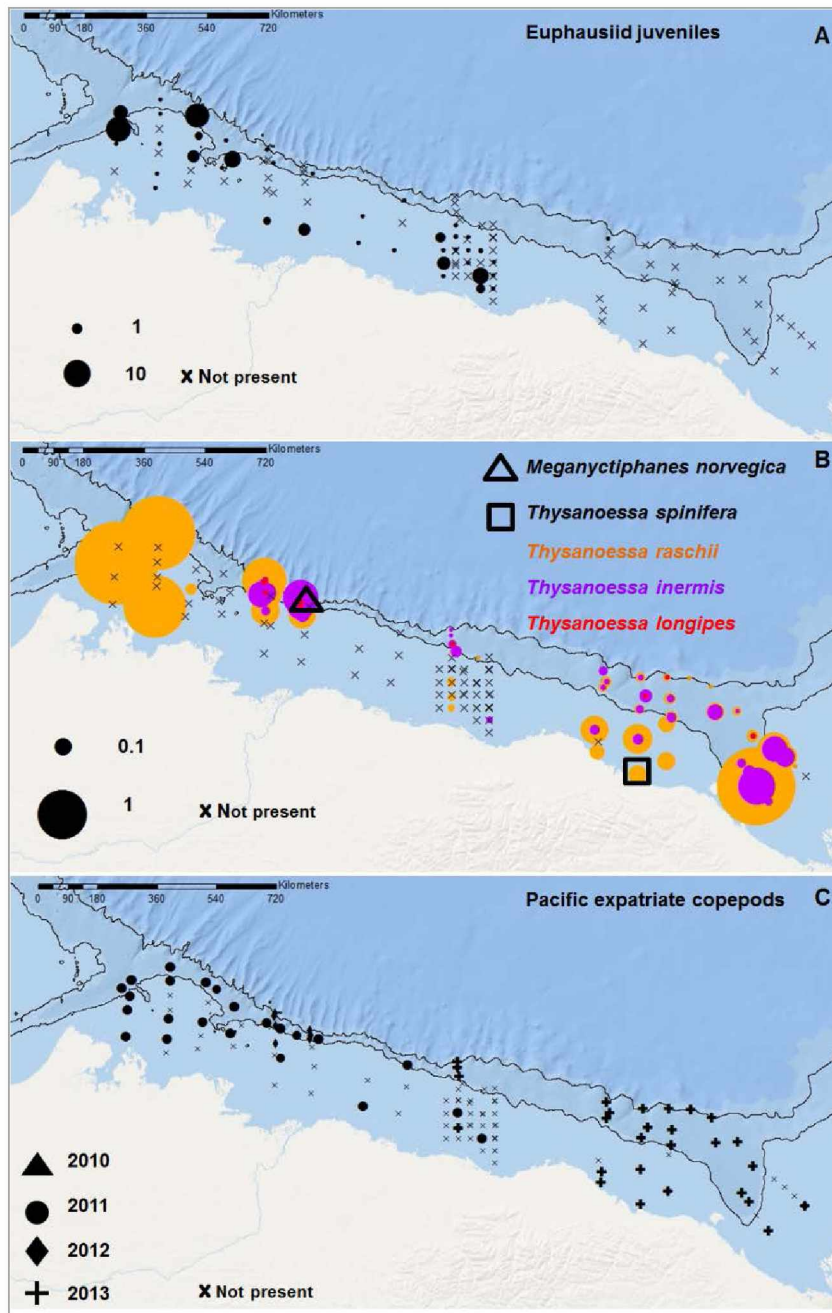 Kilometers
0 90 180 360 540 720
Euphausiid juveniles
A
1
10
x Not present
Kilometers
0 90 180 360 540 720
B
Meganyctiphanes norvegica
Thysanoessa spinifera
Thysanoessa raschii
Thysanoessa inermis
Thysanoessa longipes
0.1
1
x Not present
Kilometers
0 90 180 360 540 720
C
Pacific expatriate copepods
2010
2011
2012
2013
x Not present